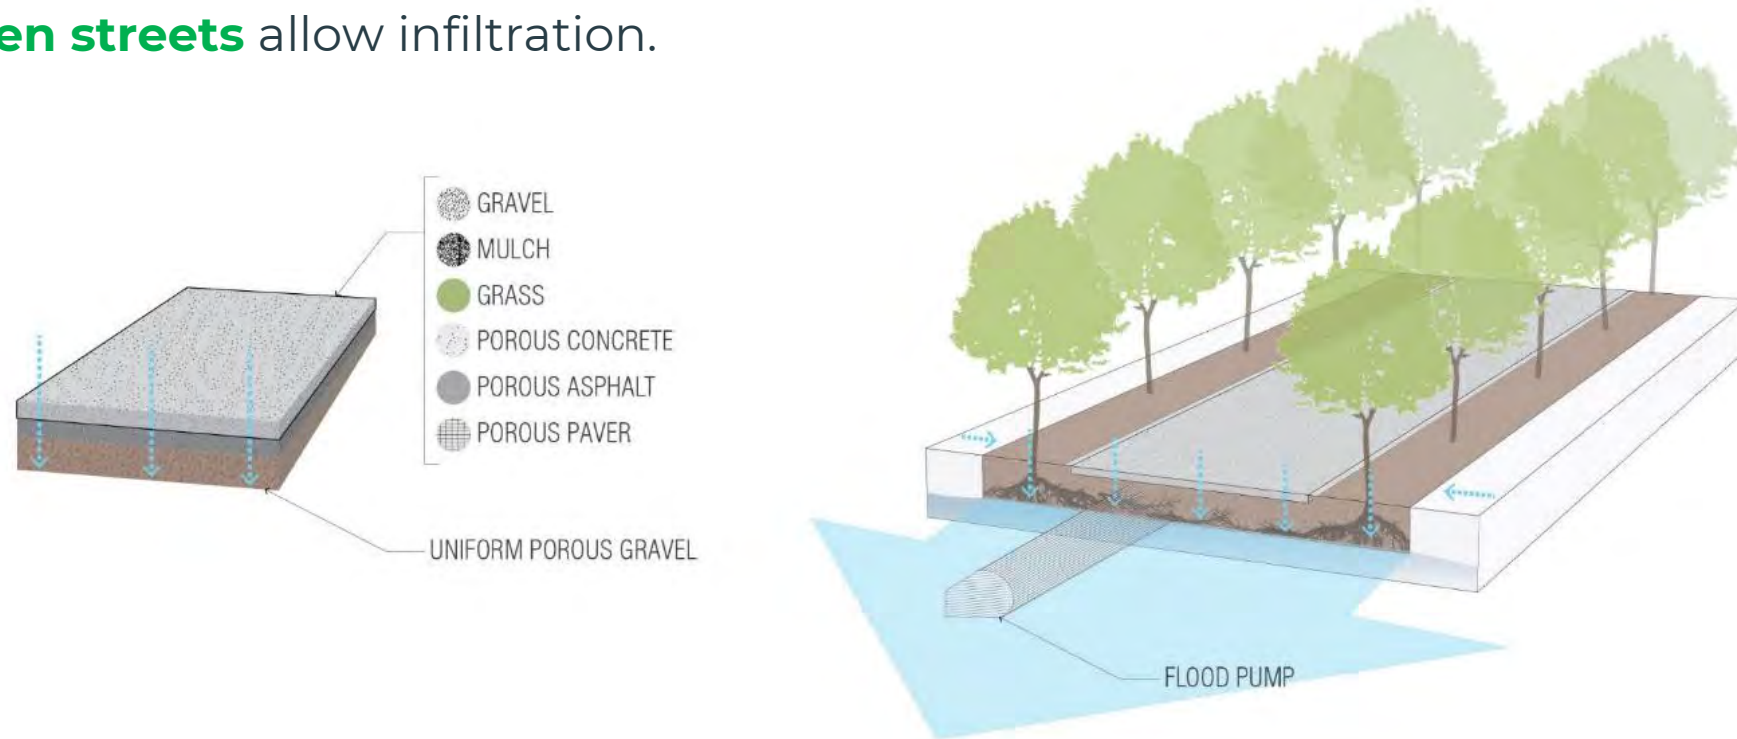 en streets allow infiltration.
GRAVEL
MULCH
GRASS
POROUS CONCRETE
POROUS ASPHALT
POROUS PAVER
UNIFORM POROUS GRAVEL
FLOOD PUMP